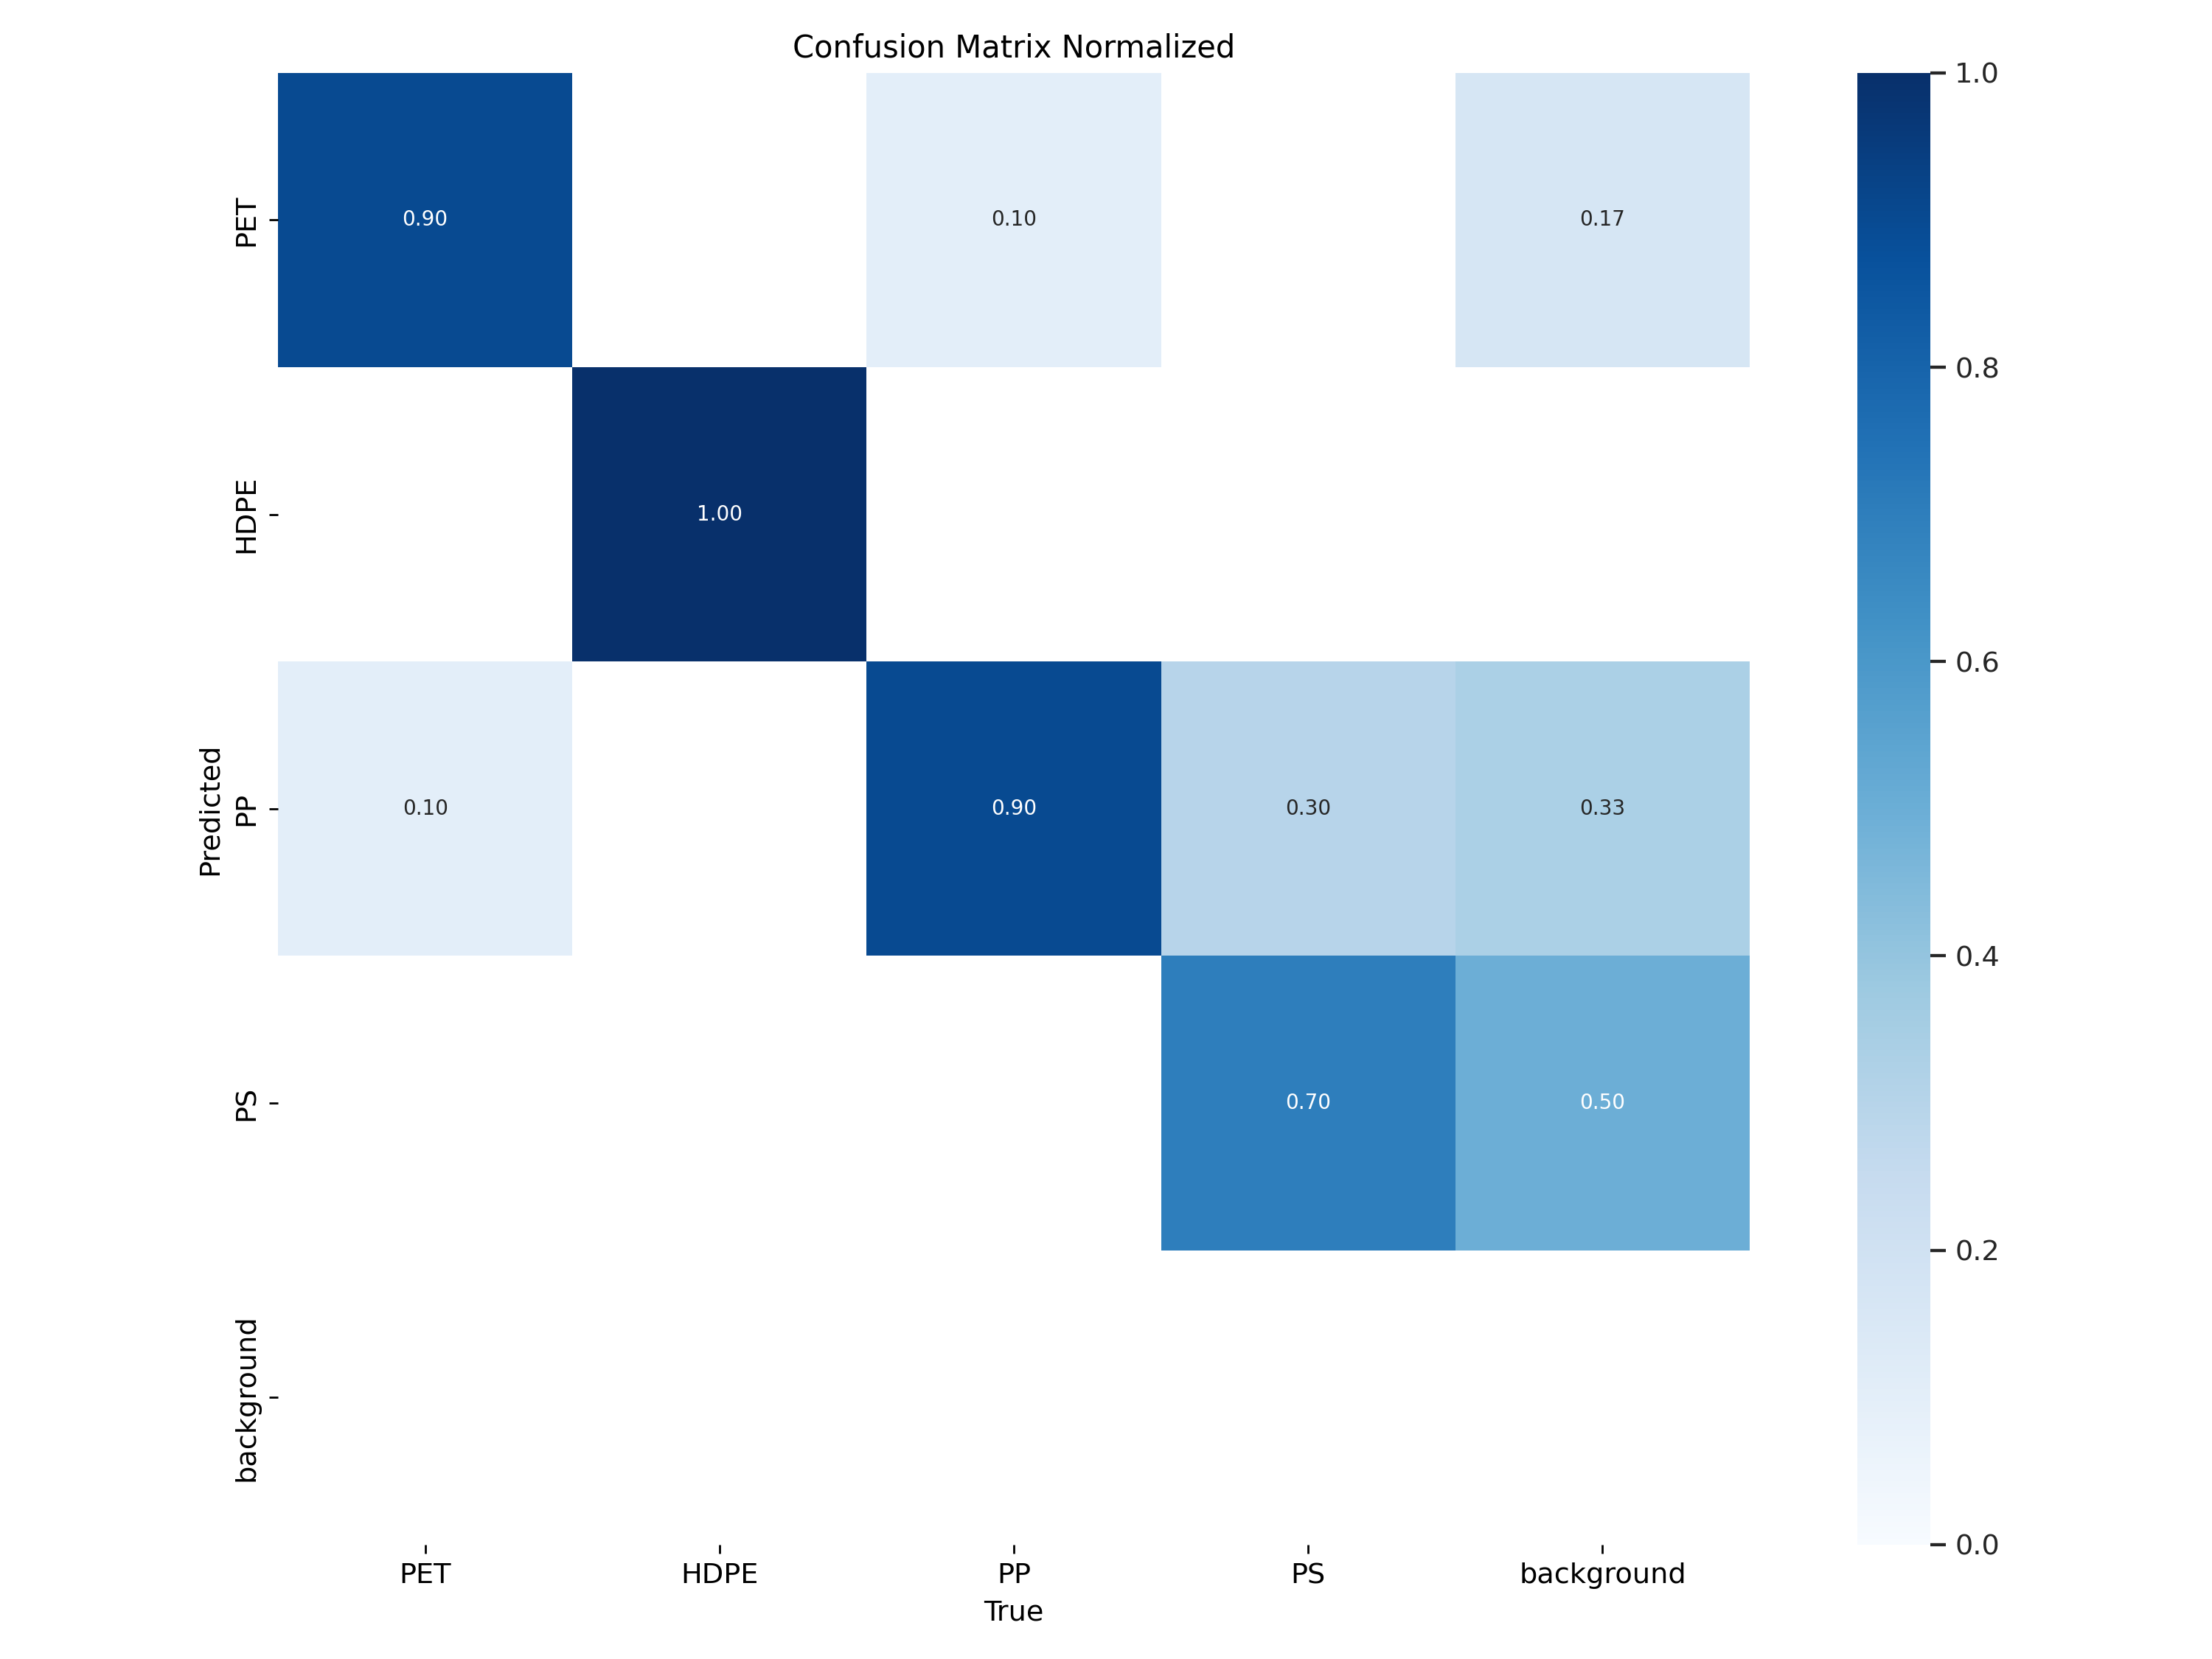 Confusion Matrix Normalized
PET
0.90
0.10
0.17
HDPE
1.00
Predicted
PP
0.10
0.90
0.30
0.33
PS
0.70
0.50
background
PET
HDPE
PP
PS
background
True
1.0
0.8
0.6
0.4
0.2
0.0